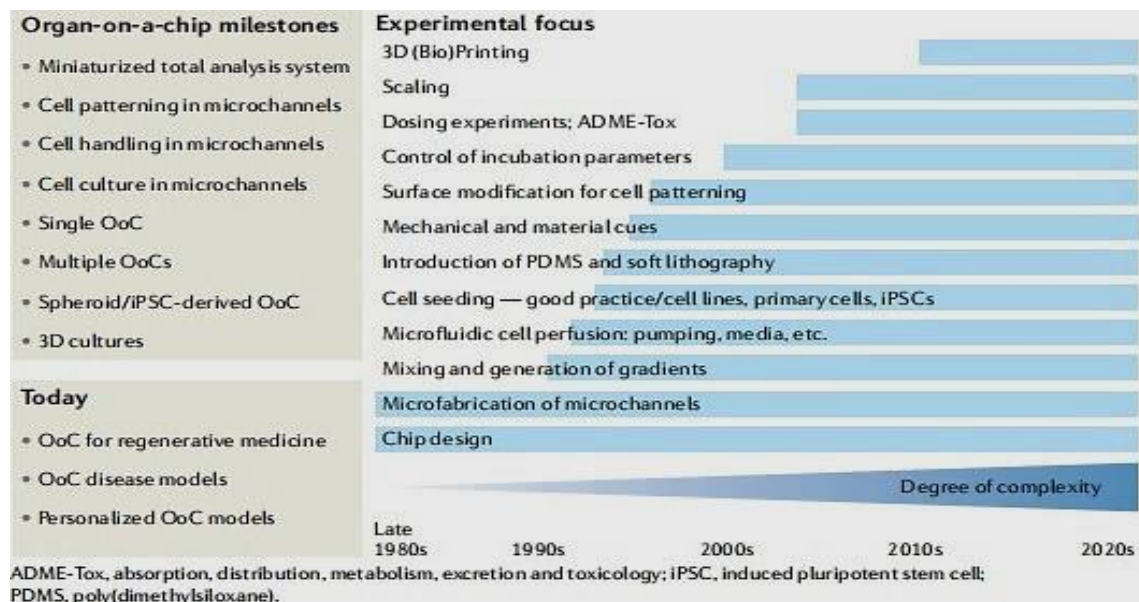 Organ-on-a-chip milestones
• Miniaturized total analysis system
• Cell patterning in microchannels
• Cell handling in microchannels
• Cell culture in microchannels
• Single OoC
• Multiple OoCs
• Spheroid/iPSC-derived OoC
• 3D cultures
Today
• OoC for regenerative medicine
• OoC disease models
• Personalized OoC models
Experimental focus
3D (Bio)Printing
Scaling
Dosing experiments; ADME-Tox
Control of incubation parameters
Surface modification for cell patterning
Mechanical and material cues
Introduction of PDMS and soft lithography
Cell seeding — good practice/cell lines, primary cells, iPSCs
Microfluidic cell perfusion: pumping, media, etc.
Mixing and generation of gradients
Microfabrication of microchannels
Chip design
Degree of complexity
Late
1980s 1990s 2000s 2010s 2020s
ADME-Tox, absorption, distribution, metabolism, excretion and toxicology; iPSC, induced pluripotent stem cell;
PDMS, poly(dimethylsiloxane).